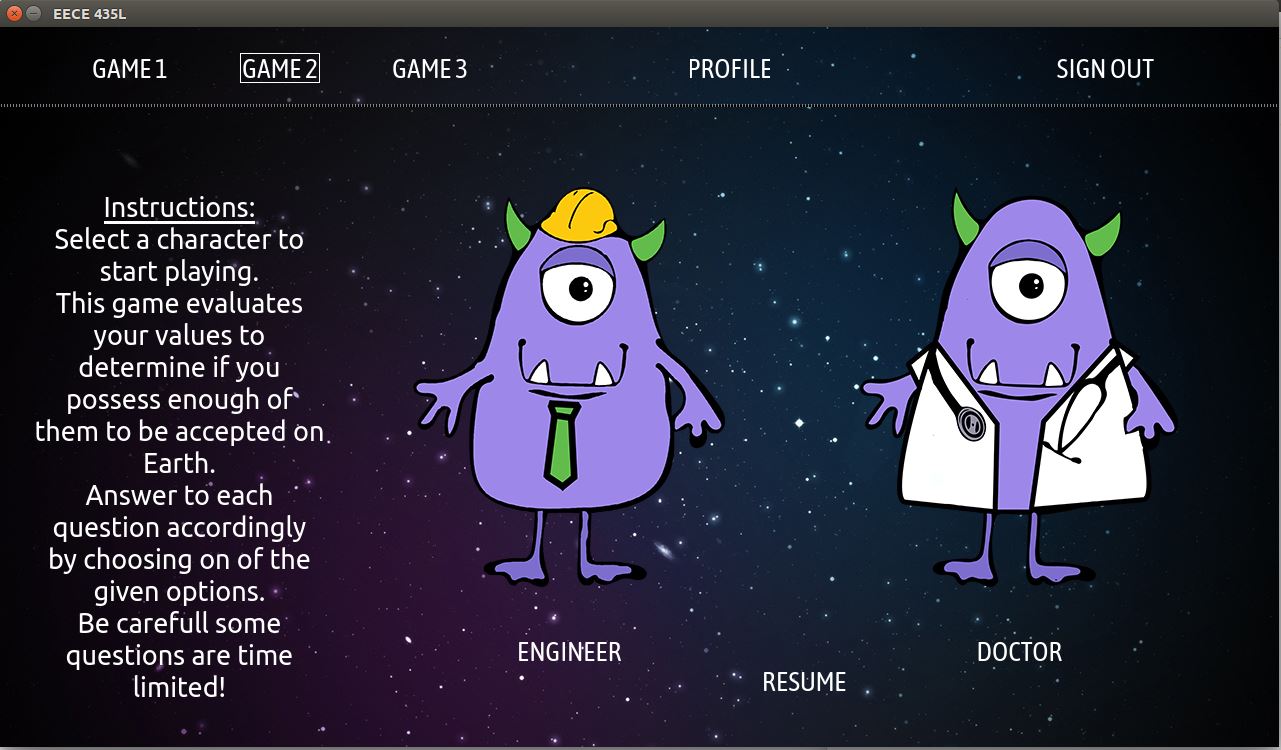 EECE 435L
GAME 1 GAME 2 GAME 3 PROFILE SIGN OUT
Instructions:
Select a character to
start playing.
This game evaluates
your values to
determine if you
possess enough of
them to be accepted on
Earth.
Answer to each
question accordingly
by choosing on of the
given options.
Be carefull some
questions are time
limited!
ENGINEER
DOCTOR
RESUME